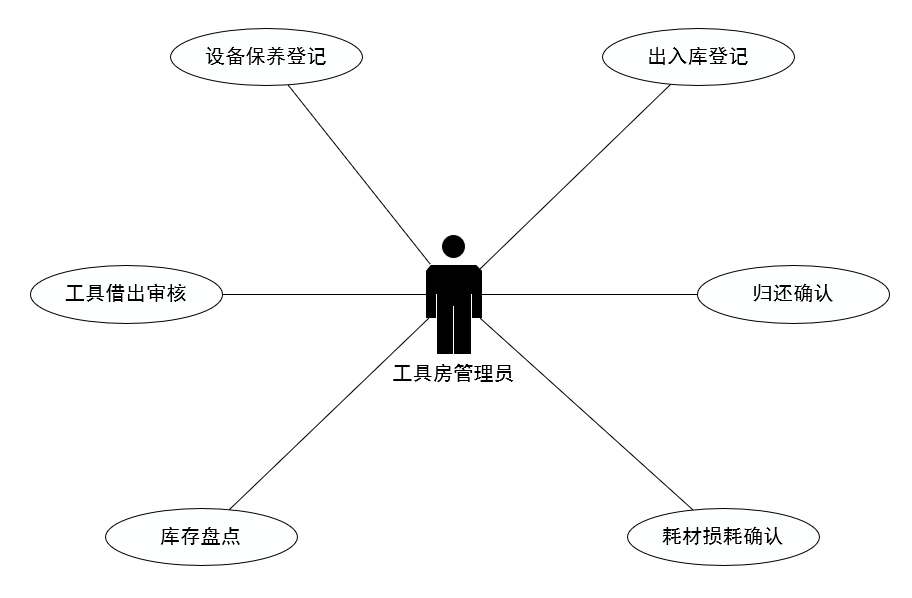 设备保养登记
出入库登记
工具借出审核
归还确认
工具房管理员
库存盘点
耗材损耗确认